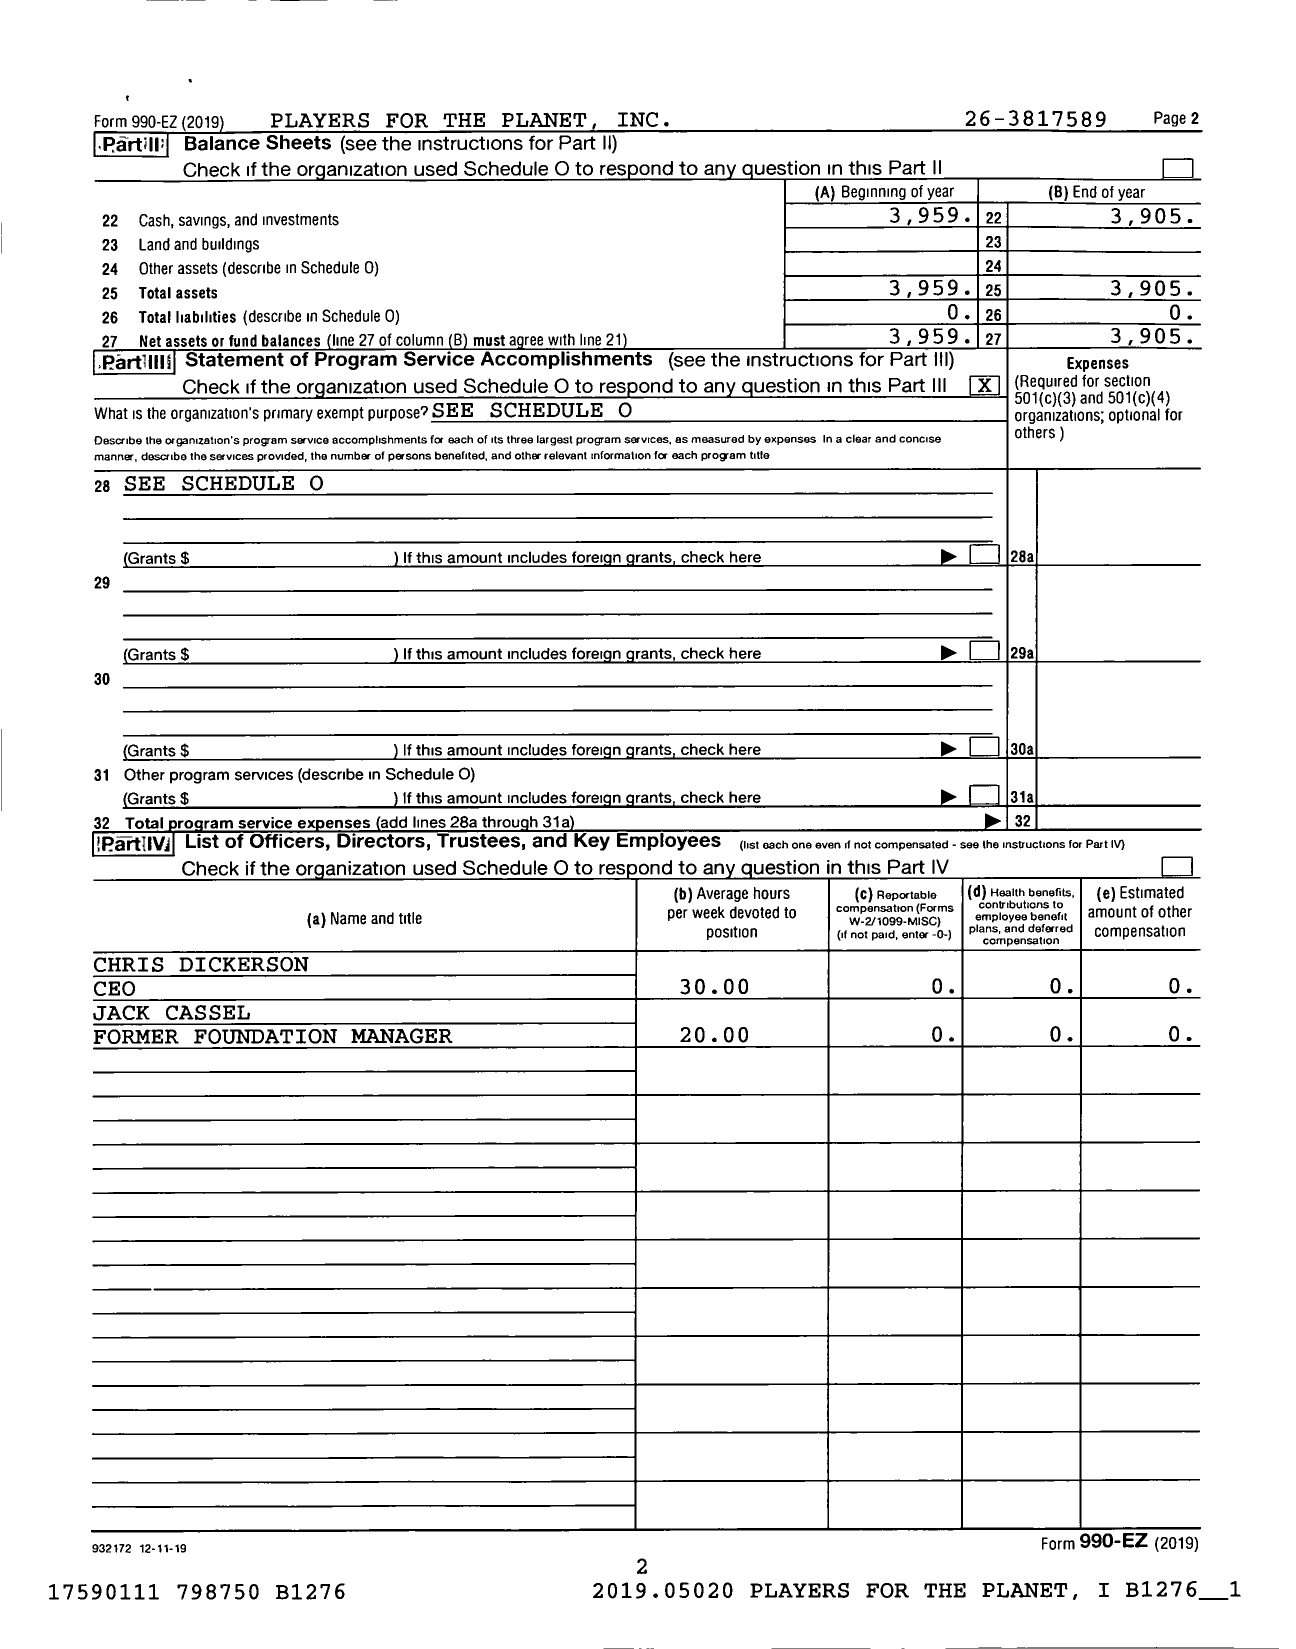 Form 990-EZ (2019) PLAYERS FOR THE PLANET, INC. 26-3817589 Page 2
Part II Balance Sheets (see the instructions for Part II)
Check if the organization used Schedule O to respond to any question in this Part II
(A) Beginning of year (B) End of year
22 Cash, savings, and investments 3,959. 22 3,905.
23 Land and buildings 23
24 Other assets (describe in Schedule O) 24
25 Total assets 3,959. 25 3,905.
26 Total liabilities (describe in Schedule O) 0. 26 0.
27 Net assets or fund balances (line 27 of column (B) must agree with line 21) 3,959. 27 3,905.
Part III Statement of Program Service Accomplishments (see the instructions for Part III)
Check if the organization used Schedule O to respond to any question in this Part III X
What is the organization's primary exempt purpose? SEE SCHEDULE O
Describe the organization's program service accomplishments for each of its three largest program services, as measured by expenses In a clear and concise
manner, describe the services provided, the number of persons benefited, and other relevant information for each program title
Expenses
(Required for section
501(c)(3) and 501(c)(4)
organizations; optional for
others )
28 SEE SCHEDULE O
(Grants $ ) If this amount includes foreign grants, check here ▶ 28a
29
(Grants $ ) If this amount includes foreign grants, check here ▶ 29a
30
(Grants $ ) If this amount includes foreign grants, check here ▶ 30a
31 Other program services (describe in Schedule O)
(Grants $ ) If this amount includes foreign grants, check here ▶ 31a
32 Total program service expenses (add lines 28a through 31a) ▶ 32
Part IV List of Officers, Directors, Trustees, and Key Employees (list each one even if not compensated - see the instructions for Part IV)
Check if the organization used Schedule O to respond to any question in this Part IV
(a) Name and title
(b) Average hours
per week devoted to
position
(c) Reportable
compensation (Forms
W-2/1099-MISC)
(if not paid, enter -0-)
(d) Health benefits,
contributions to
employee benefit
plans, and deferred
compensation
(e) Estimated
amount of other
compensation
CHRIS DICKERSON
CEO 30.00 0. 0. 0.
JACK CASSEL
FORMER FOUNDATION MANAGER 20.00 0. 0. 0.
932172 12-11-19 Form 990-EZ (2019)
2
17590111 798750 B1276 2019.05020 PLAYERS FOR THE PLANET, I B1276__1